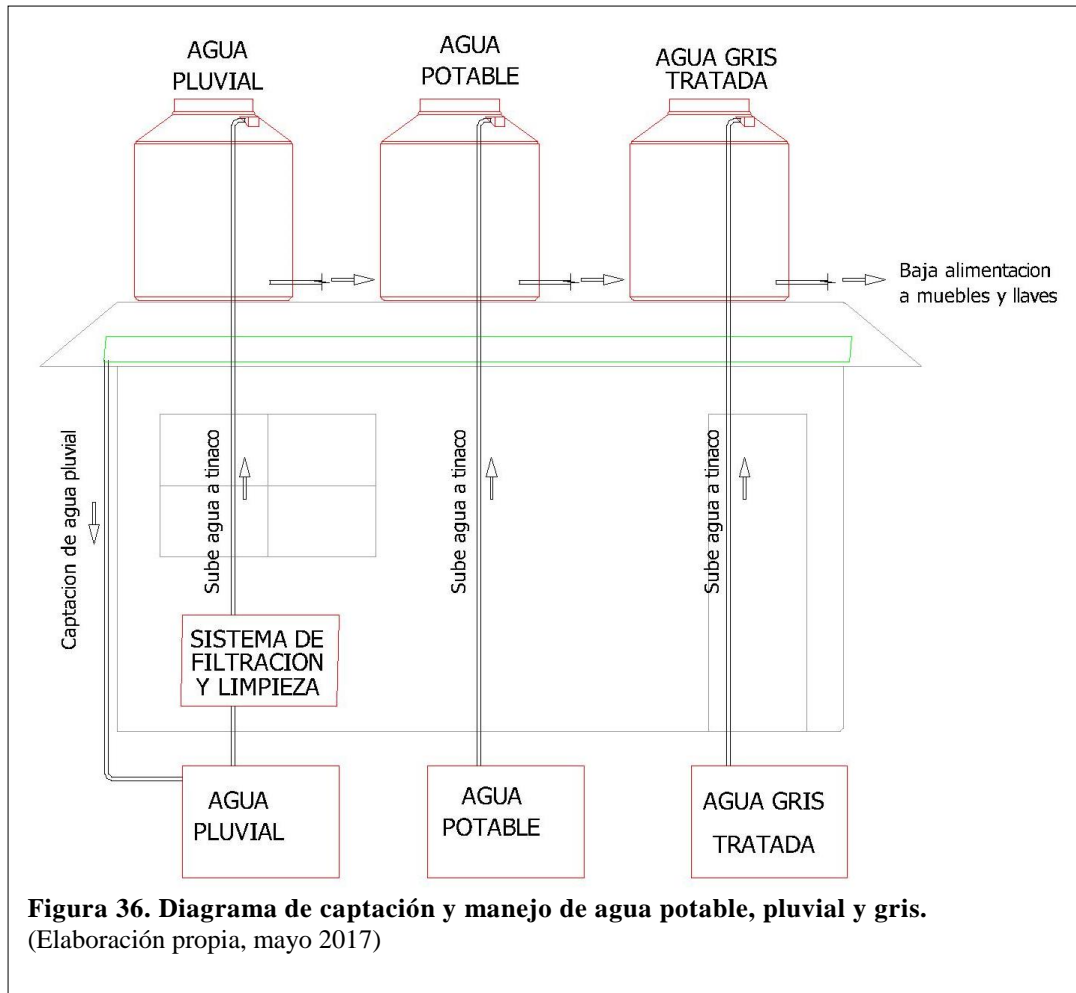 AGUA
PLUVIAL
AGUA
POTABLE
AGUA GRIS
TRATADA
Baja alimentacion
a muebles y llaves
Captacion de agua pluvial
Sube agua a tinaco
Sube agua a tinaco
Sube agua a tinaco
SISTEMA DE
FILTRACION
Y LIMPIEZA
AGUA
PLUVIAL
AGUA
POTABLE
AGUA GRIS
TRATADA
Figura 36. Diagrama de captación y manejo de agua potable, pluvial y gris.
(Elaboración propia, mayo 2017)